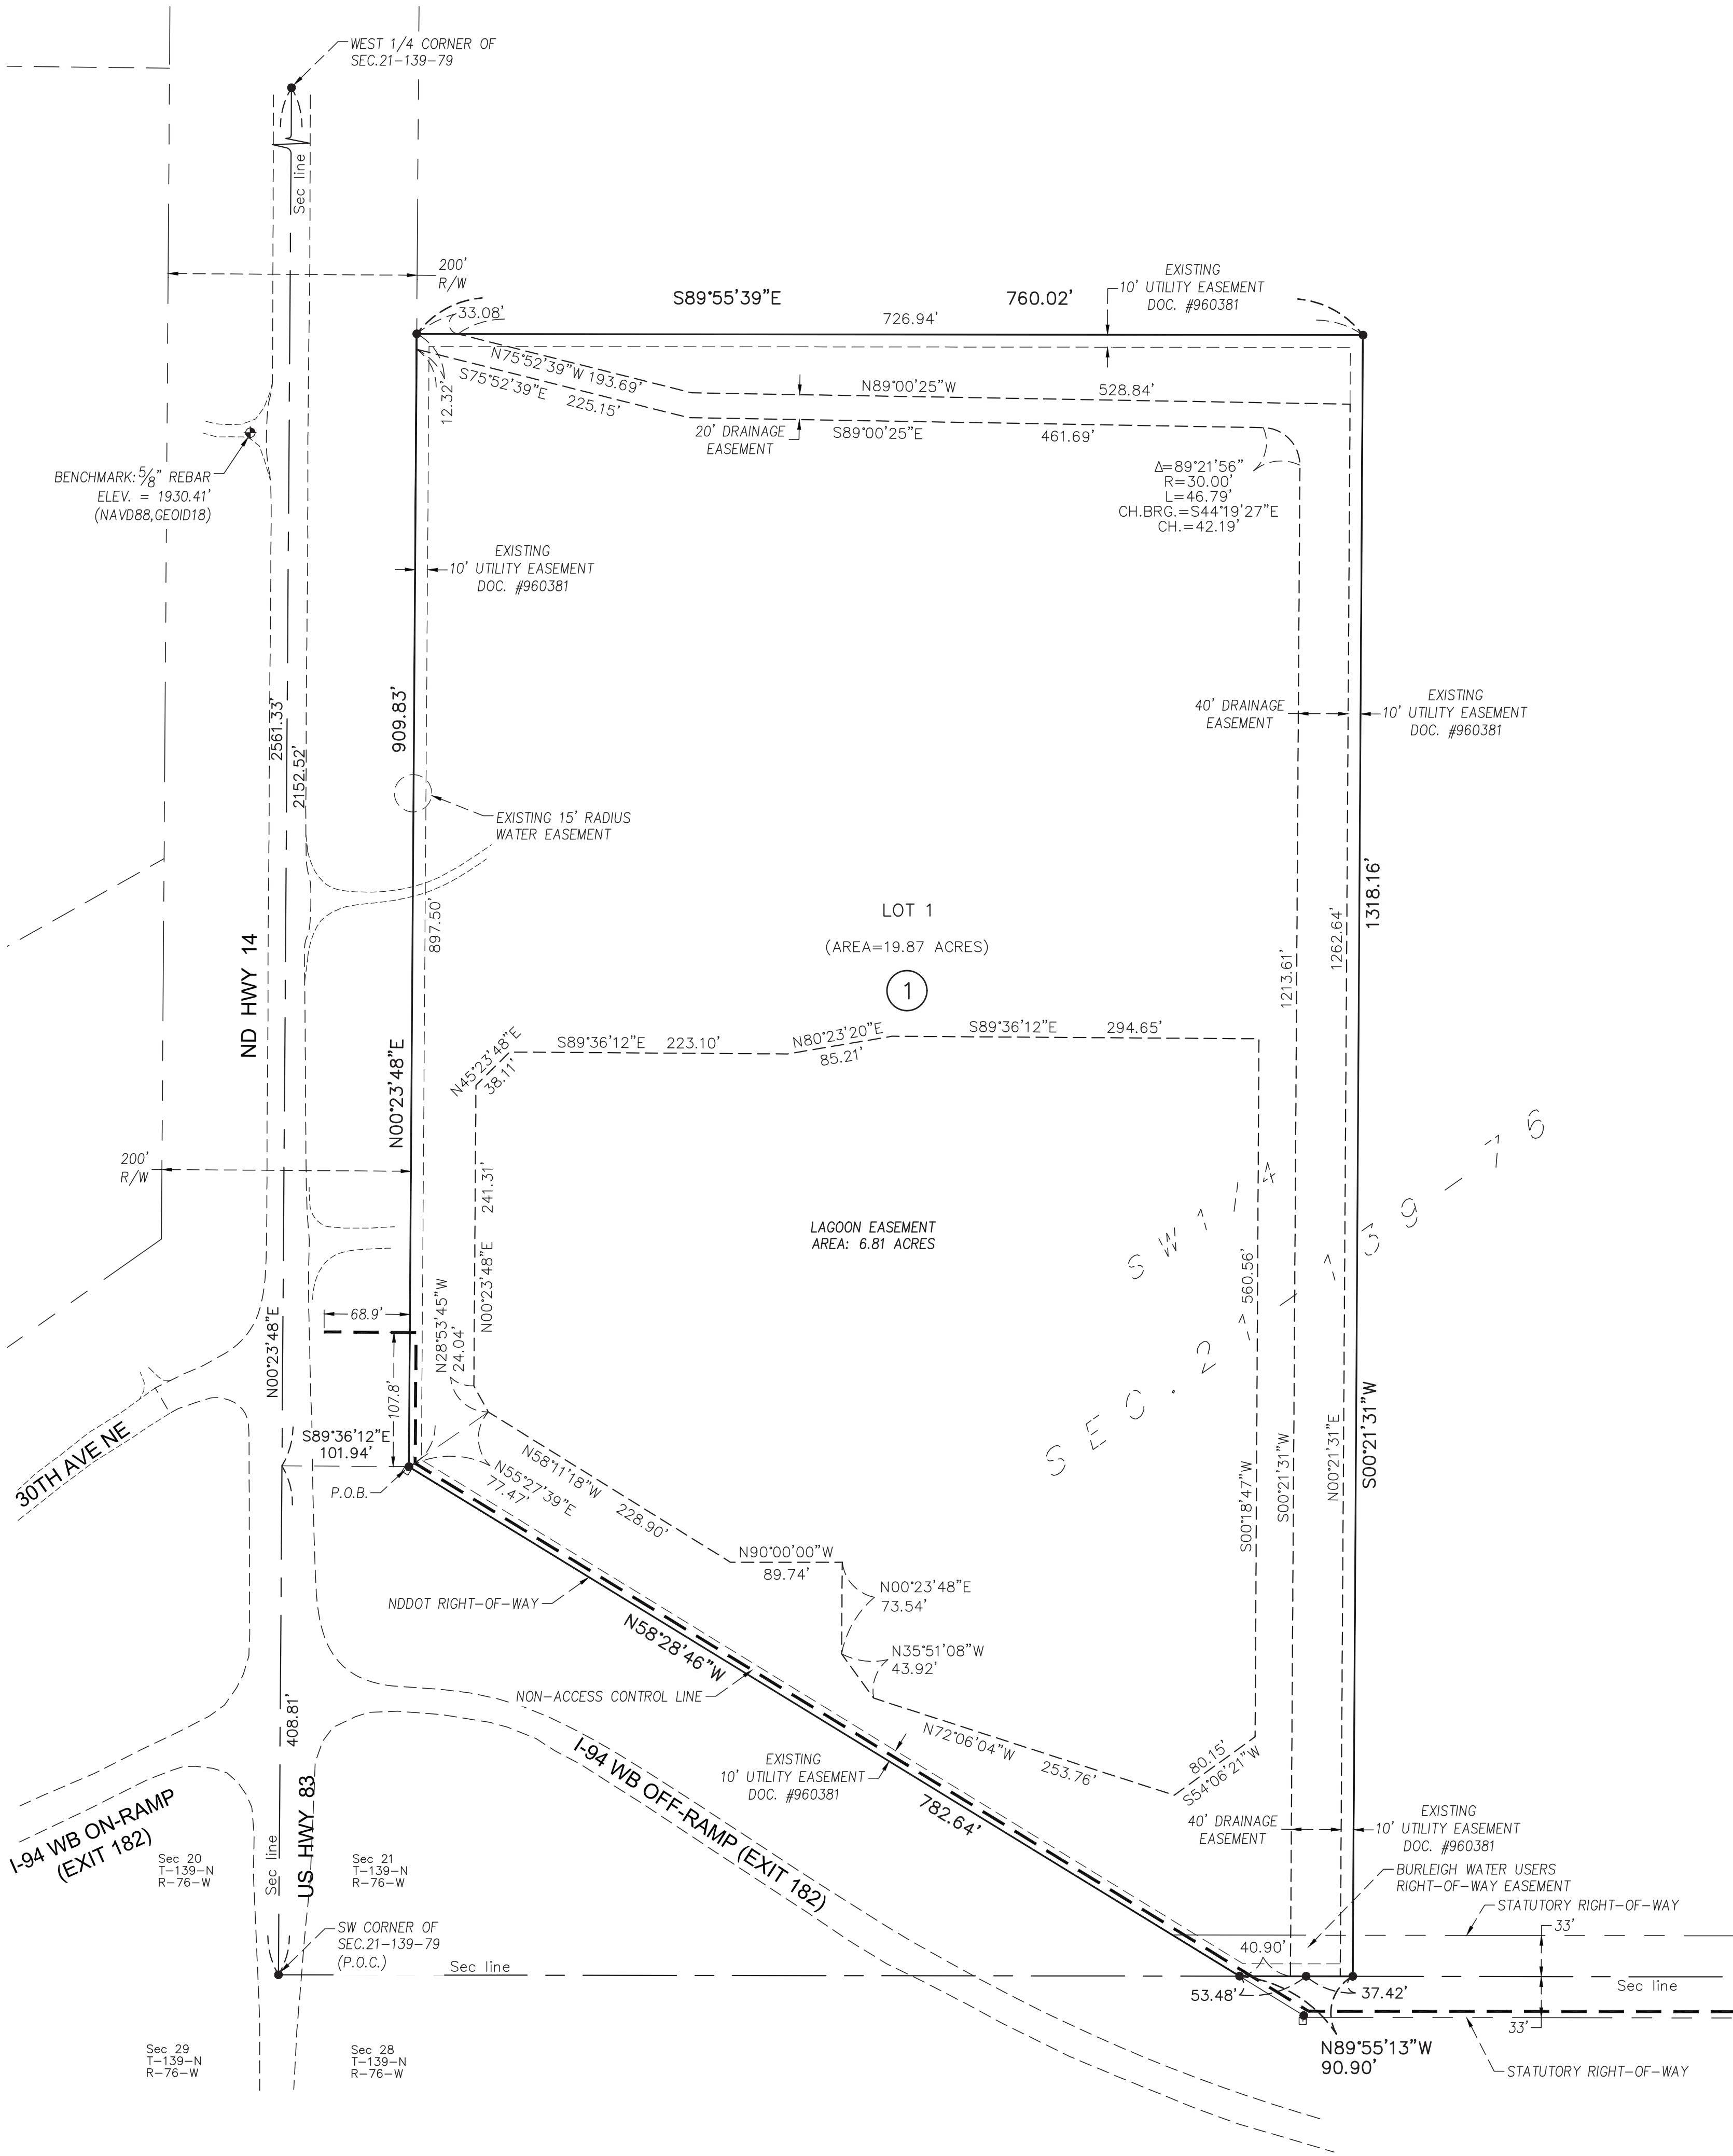 WEST 1/4 CORNER OF
SEC.21-139-79
Sec line
200'
R/W
S89°55'39"E
760.02'
EXISTING
10' UTILITY EASEMENT
DOC. #960381
33.08'
726.94'
N75°52'39"W 193.69'
S75°52'39"E 225.15'
12.32'
N89°00'25"W
528.84'
20' DRAINAGE
EASEMENT
S89°00'25"E
461.69'
Δ=89°21'56"
R=30.00'
L=46.79'
CH.BRG.=S44°19'27"E
CH.=42.19'
BENCHMARK: 5/8" REBAR
ELEV. = 1930.41'
(NAVD88,GEOID18)
EXISTING
10' UTILITY EASEMENT
DOC. #960381
40' DRAINAGE
EASEMENT
EXISTING
10' UTILITY EASEMENT
DOC. #960381
2561.33'
2152.52'
909.83'
EXISTING 15' RADIUS
WATER EASEMENT
897.50'
LOT 1
(AREA=19.87 ACRES)
1
1213.61'
1262.64'
1318.16'
ND HWY 14
N00°23'48"E
N45°23'48"E
38.11'
S89°36'12"E 223.10'
N80°23'20"E
85.21'
S89°36'12"E 294.65'
200'
R/W
241.31'
N00°23'48"E
LAGOON EASEMENT
AREA: 6.81 ACRES
SW1/4
SEC. 21-139-76
560.56'
S00°18'47"W
S00°21'31"W
N00°21'31"E
S00°21'31"W
68.9'
107.8'
N28°53'45"W
24.04'
N00°23'48"E
S89°36'12"E
101.94'
P.O.B.
30TH AVE NE
N55°27'39"E
77.47'
N58°11'18"W 228.90'
N90°00'00"W
89.74'
N00°23'48"E
73.54'
N35°51'08"W
43.92'
NDDOT RIGHT-OF-WAY
N58°28'46"W
NON-ACCESS CONTROL LINE
N72°06'04"W
253.76'
80.15'
S54°06'21"W
EXISTING
10' UTILITY EASEMENT
DOC. #960381
782.64'
408.81'
I-94 WB OFF-RAMP (EXIT 182)
I-94 WB ON-RAMP
(EXIT 182)
US HWY 83
Sec line
Sec 20
T-139-N
R-76-W
Sec 21
T-139-N
R-76-W
40' DRAINAGE
EASEMENT
EXISTING
10' UTILITY EASEMENT
DOC. #960381
BURLEIGH WATER USERS
RIGHT-OF-WAY EASEMENT
STATUTORY RIGHT-OF-WAY
33'
SW CORNER OF
SEC.21-139-79
(P.O.C.)
Sec line
40.90'
53.48'
37.42'
Sec line
33'
N89°55'13"W
90.90'
STATUTORY RIGHT-OF-WAY
Sec 29
T-139-N
R-76-W
Sec 28
T-139-N
R-76-W